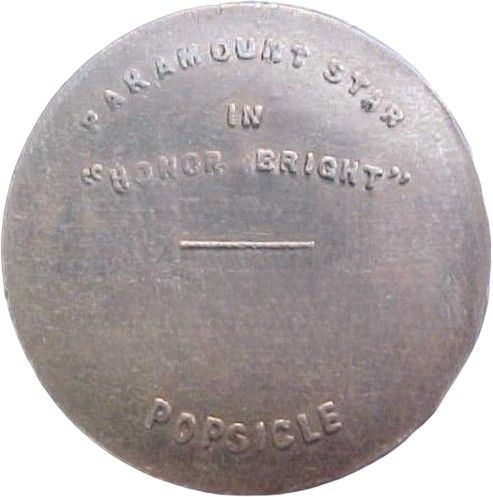 PARAMOUNT STAR
IN
"HONOR BRIGHT"
POPSICLE